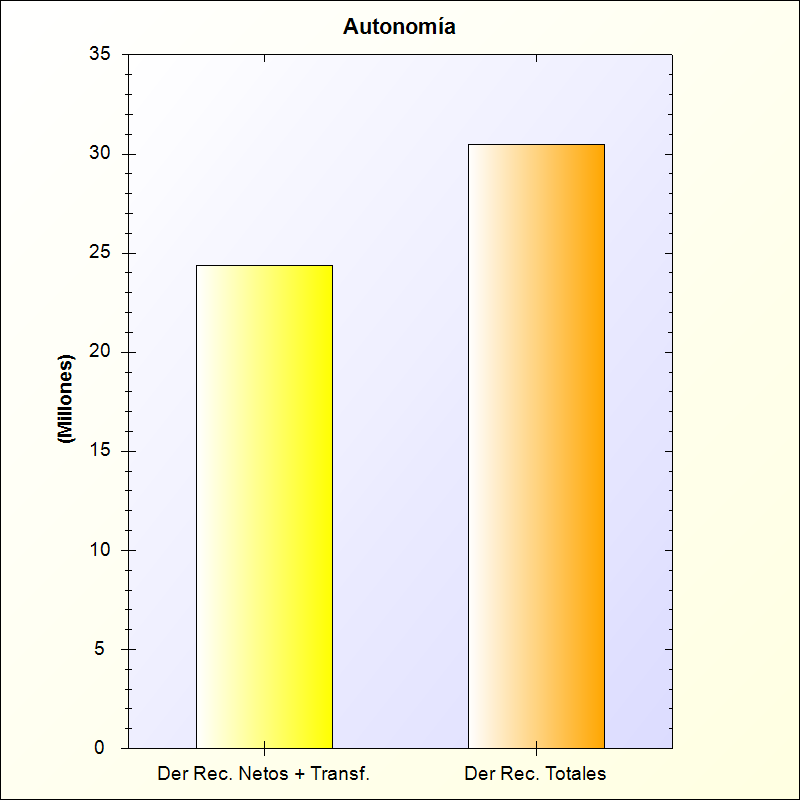 Autonomía
35
30
25
20
15
10
5
0
(Millones)
Der Rec. Netos + Transf.
Der Rec. Totales